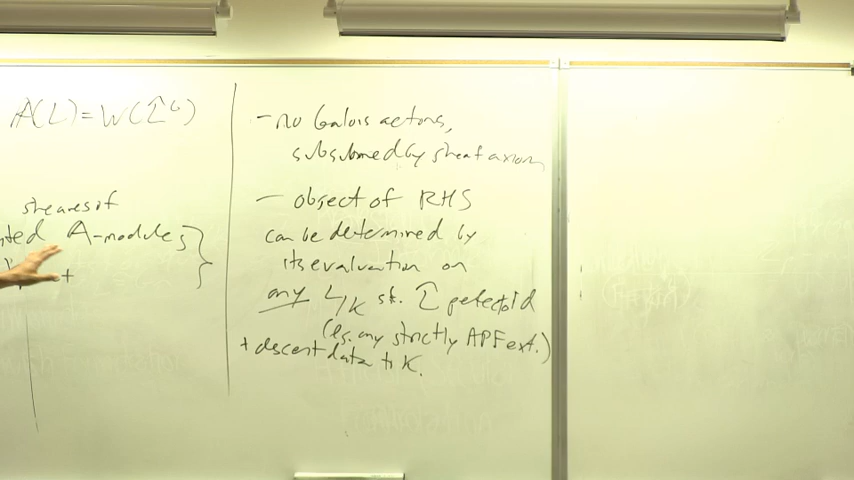 A(L) = W(L̂♭)
sheaves of
A-modules }
+
- no Galois actions,
subsumed by sheaf axiom
- object of RHS
can be determined by
its evaluation on
any L/K st. L̂ perfectoid
(e.g. any strictly APF ext.)
+ descent data to K.